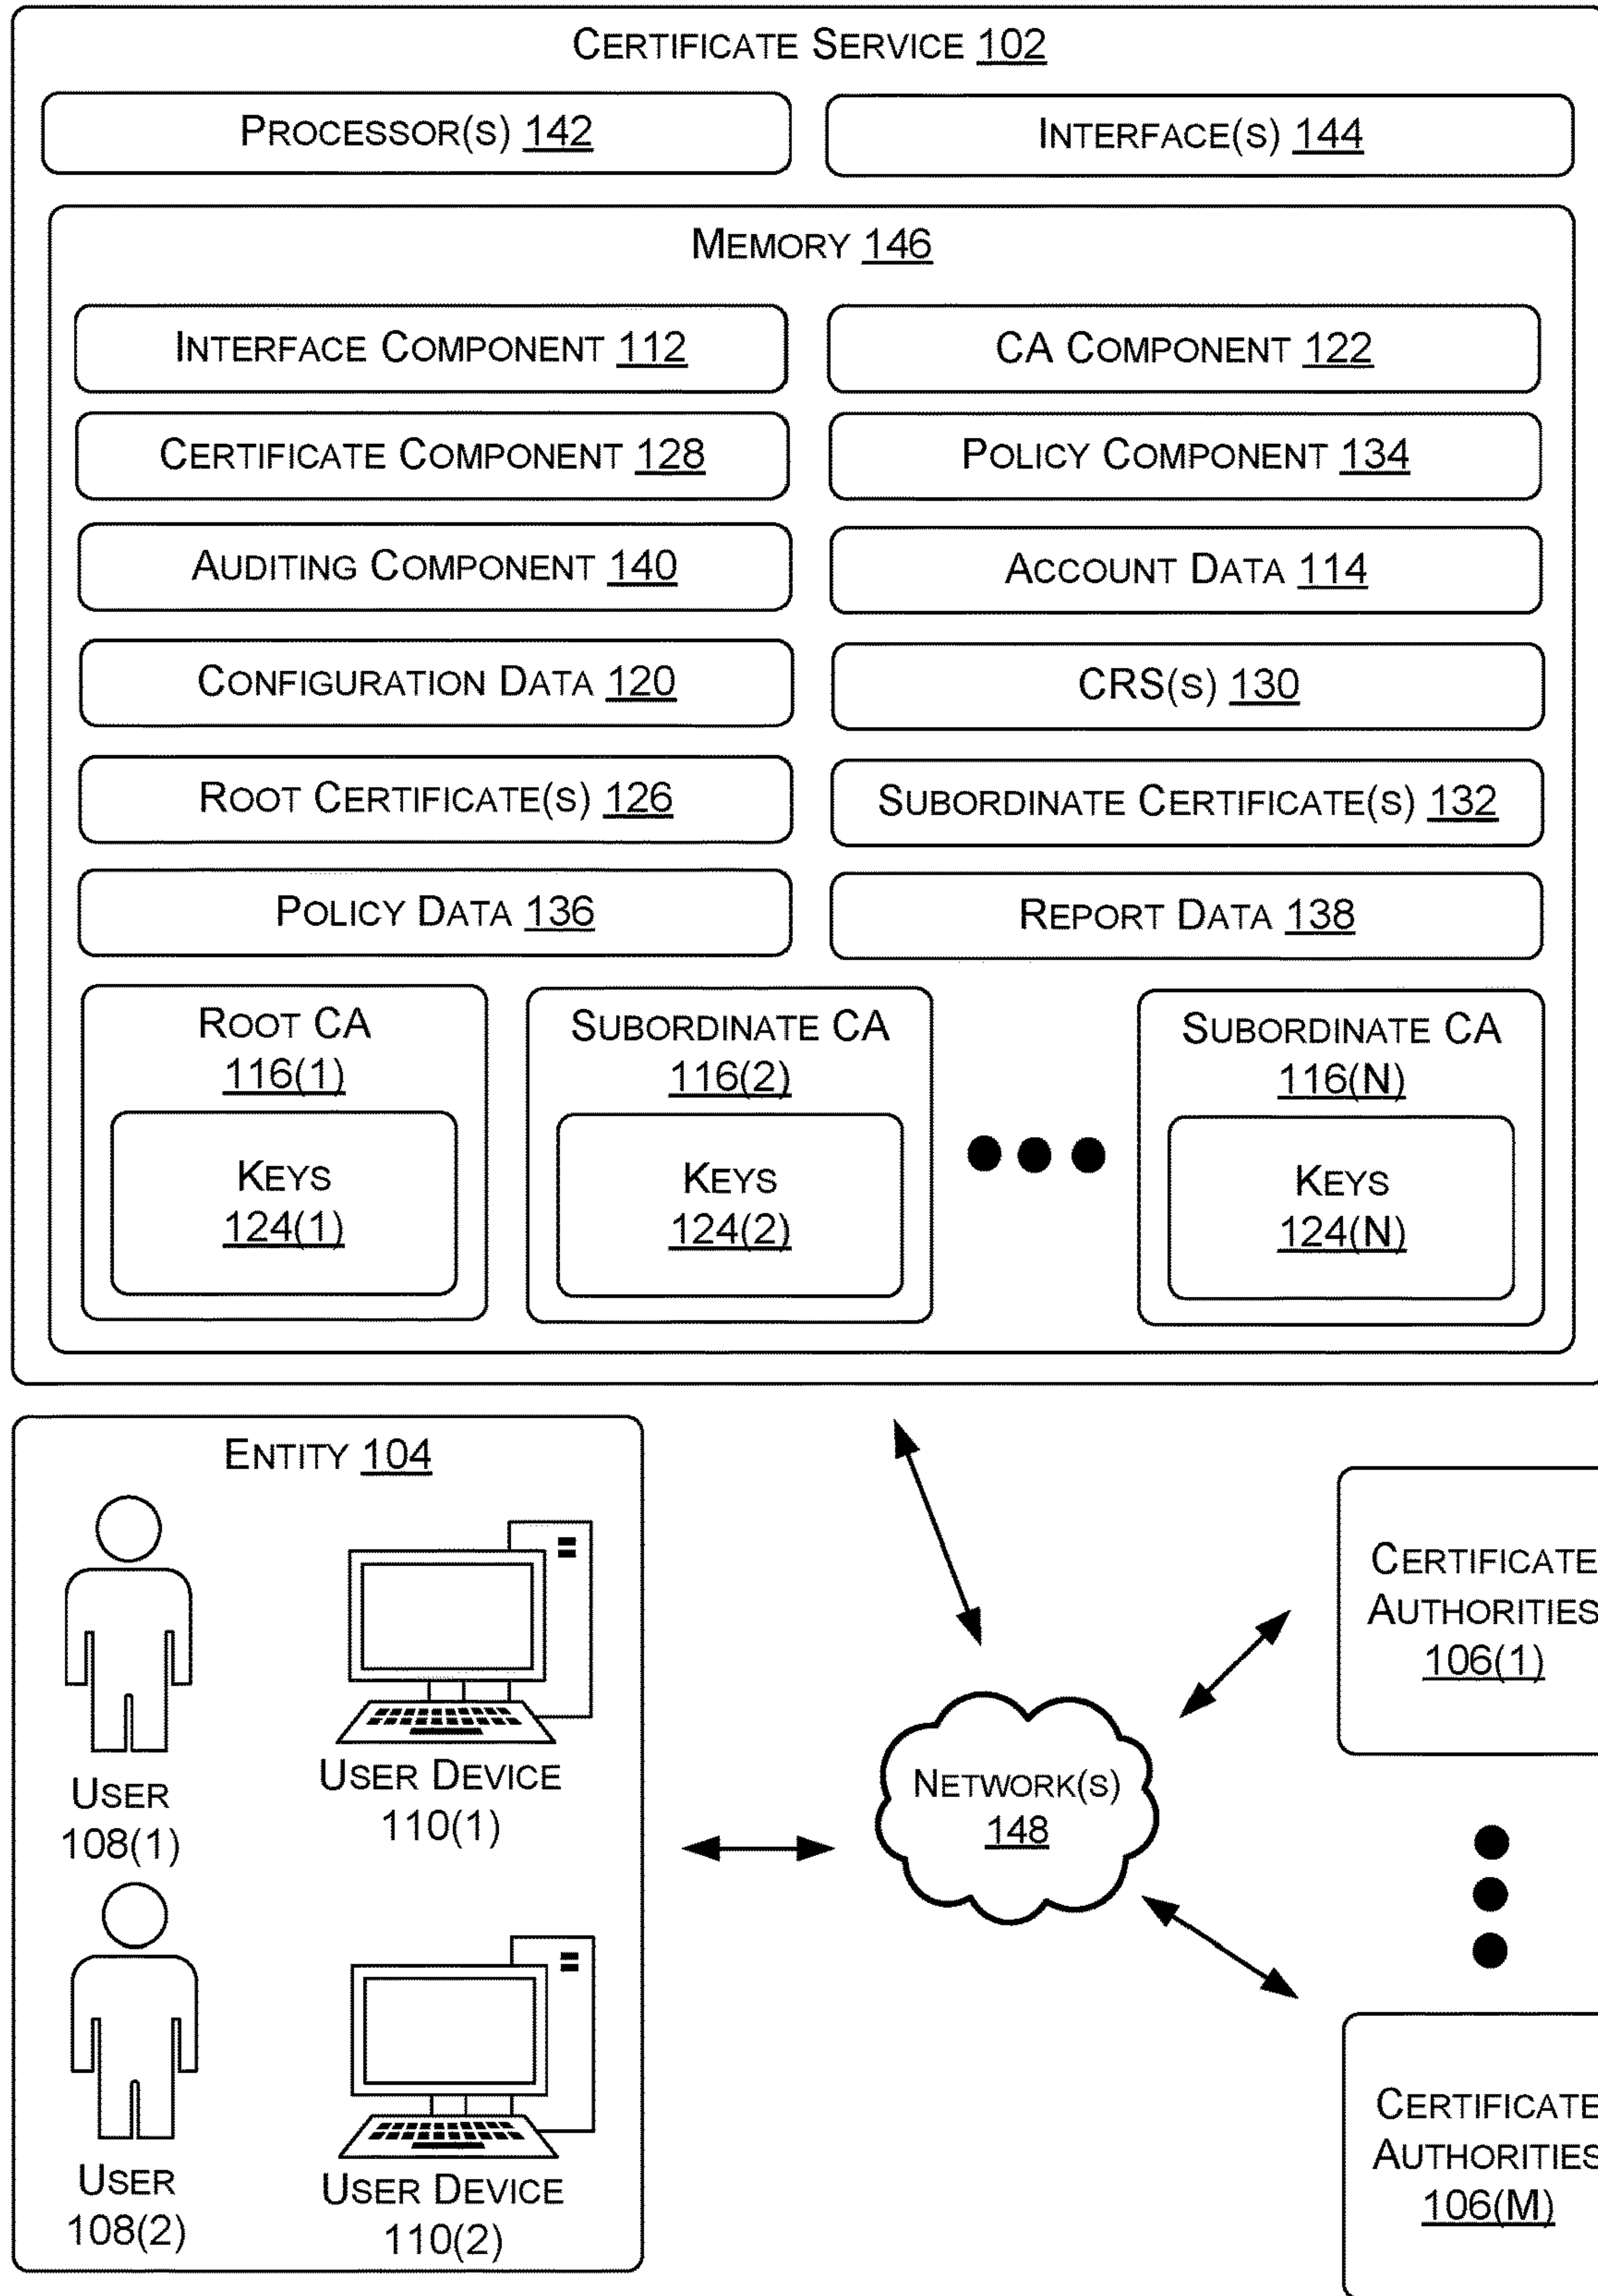 CERTIFICATE SERVICE 102
PROCESSOR(S) 142
INTERFACE(S) 144
MEMORY 146
INTERFACE COMPONENT 112
CA COMPONENT 122
CERTIFICATE COMPONENT 128
POLICY COMPONENT 134
AUDITING COMPONENT 140
ACCOUNT DATA 114
CONFIGURATION DATA 120
CRS(S) 130
ROOT CERTIFICATE(S) 126
SUBORDINATE CERTIFICATE(S) 132
POLICY DATA 136
REPORT DATA 138
ROOT CA
116(1)
KEYS
124(1)
SUBORDINATE CA
116(2)
KEYS
124(2)
SUBORDINATE CA
116(N)
KEYS
124(N)
ENTITY 104
USER
108(1)
USER DEVICE
110(1)
USER
108(2)
USER DEVICE
110(2)
NETWORK(S)
148
CERTIFICATE
AUTHORITIES
106(1)
CERTIFICATE
AUTHORITIES
106(M)